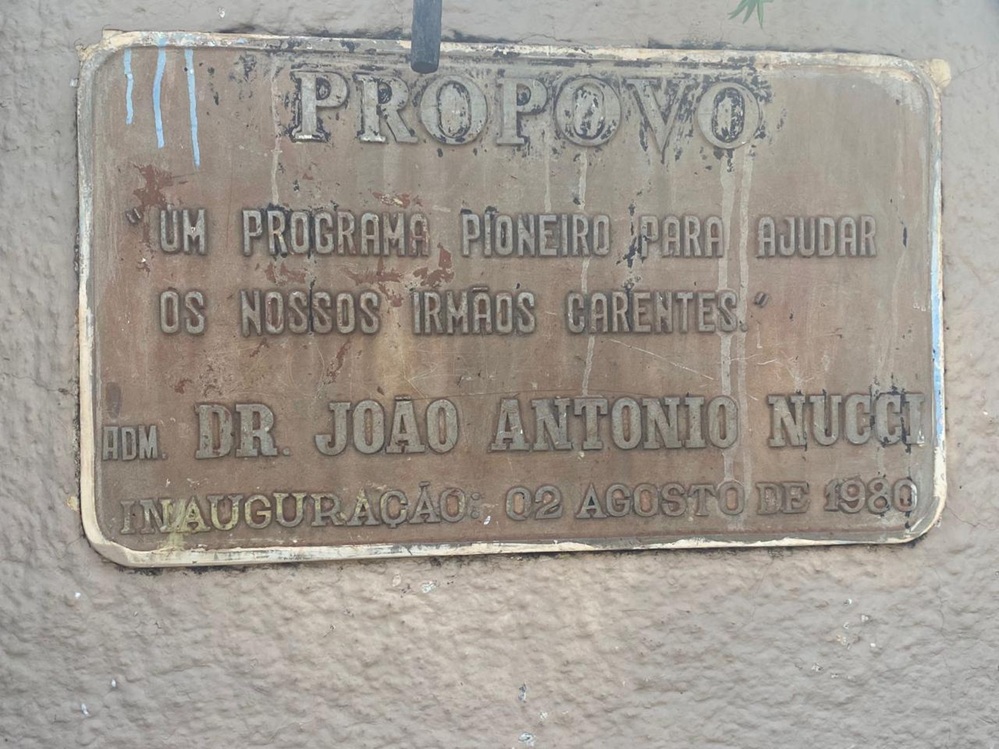 PROPOVO
"UM PROGRAMA PIONEIRO PARA AJUDAR
OS NOSSOS IRMÃOS CARENTES."
ADM. DR. JOÃO ANTONIO NUCCI
INAUGURAÇÃO: 02 AGOSTO DE 1980